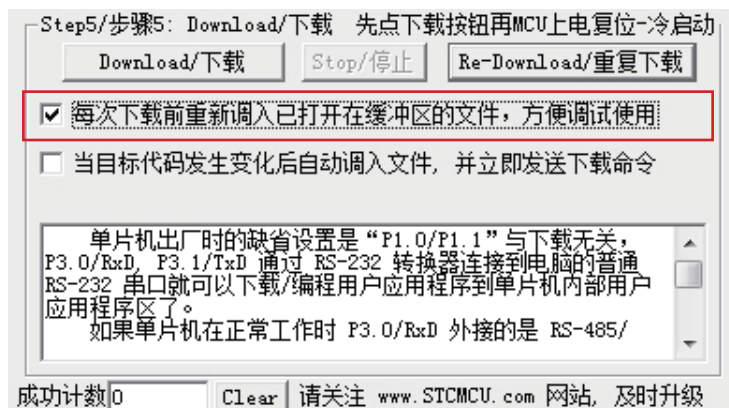 Step5/步骤5: Download/下载 先点下载按钮再MCU上电复位-冷启动
Download/下载 Stop/停止 Re-Download/重复下载
每次下载前重新调入已打开在缓冲区的文件，方便调试使用
当目标代码发生变化后自动调入文件, 并立即发送下载命令
单片机出厂时的缺省设置是“P1.0/P1.1”与下载无关，
P3.0/RxD, P3.1/TxD 通过 RS-232 转换器连接到电脑的普通
RS-232 串口就可以下载/编程用户应用程序到单片机内部用户
应用程序区了。
如果单片机在正常工作时 P3.0/RxD 外接的是 RS-485/
成功计数 0 Clear 请关注 www.STCMCU.com 网站, 及时升级